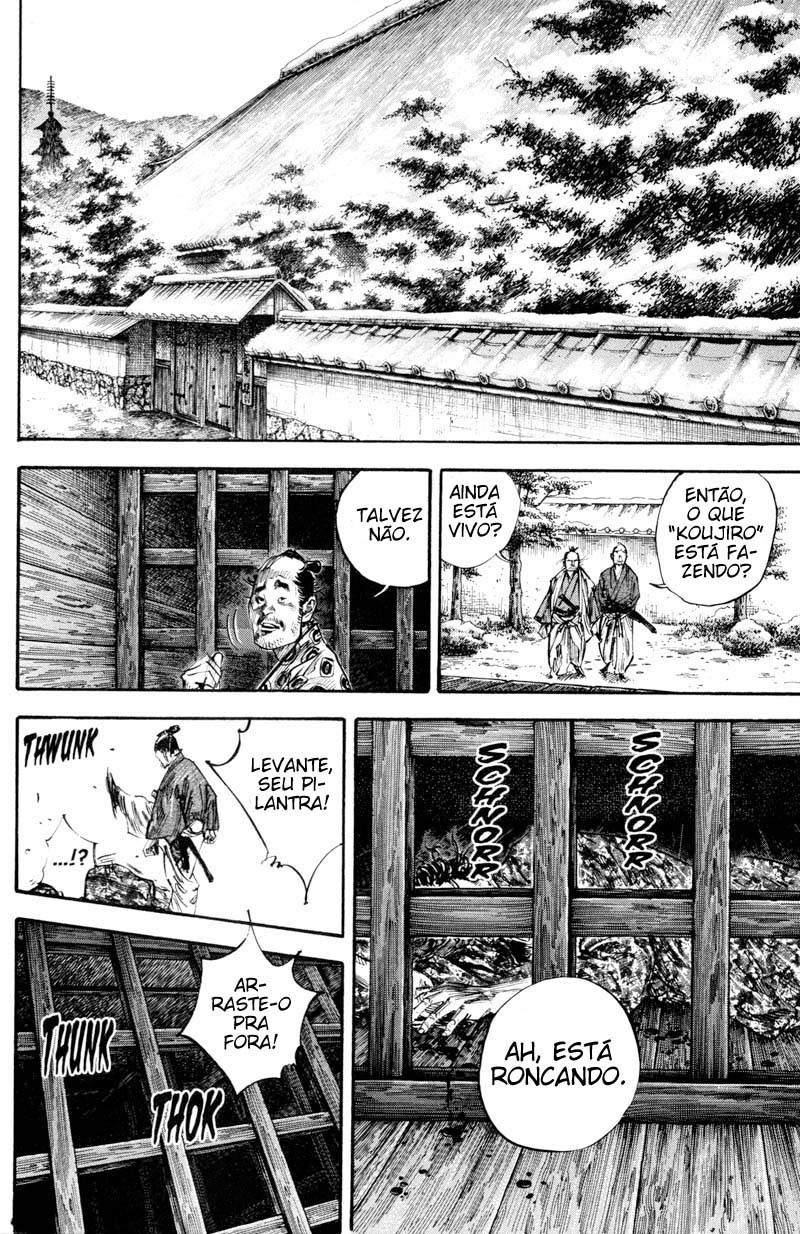 ENTÃO,
O QUE
"KOUJIRO"
ESTÁ FA-
ZENDO?
AINDA
ESTÁ
VIVO?
TALVEZ
NÃO.
SCHNORR
SCHNORR
AH, ESTÁ
RONCANDO.
LEVANTE,
SEU PI-
LANTRA!
THWUNK
...!?
AR-
RASTE-O
PRA
FORA!
THUNK
THOK